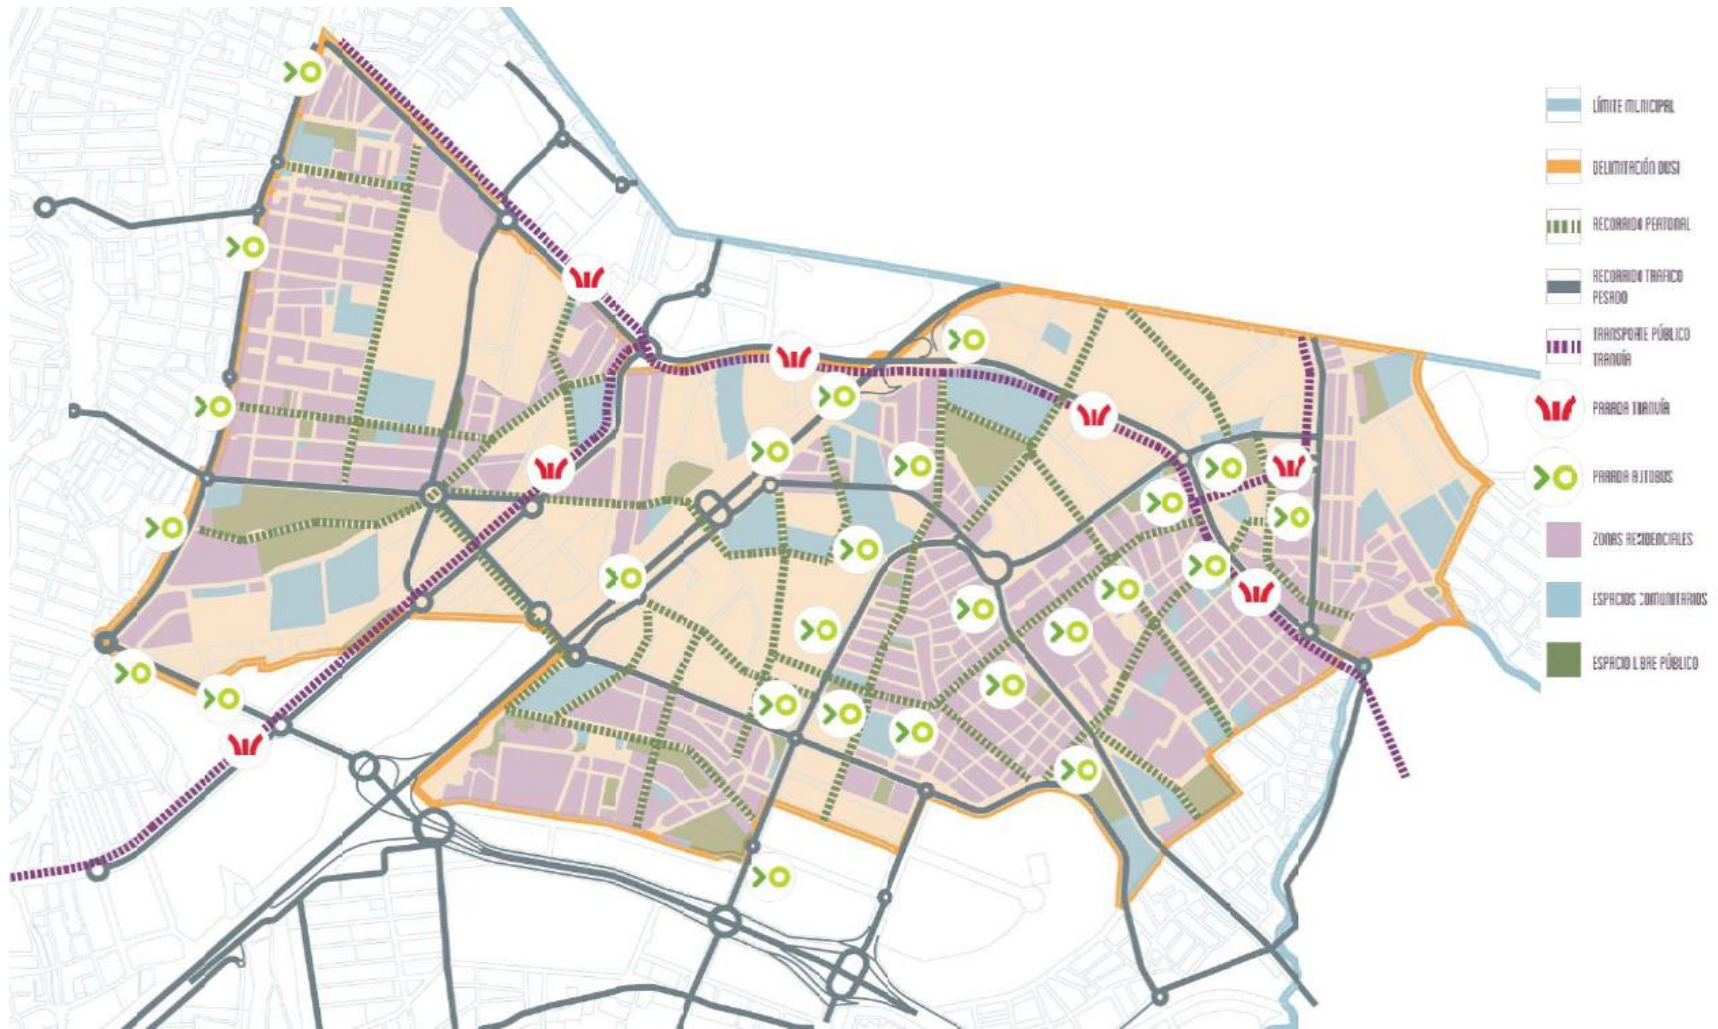 LÍMITE MUNICIPAL
DELIMITACIÓN DUSI
RECORRIDO PEATONAL
RECORRIDO TRAFICO
PESADO
TRANSPORTE PÚBLICO
TRANVÍA
PARADA TRANVÍA
PARADA AUTOBUS
ZONAS RESIDENCIALES
ESPACIOS COMUNITARIOS
ESPACIO LIBRE PÚBLICO